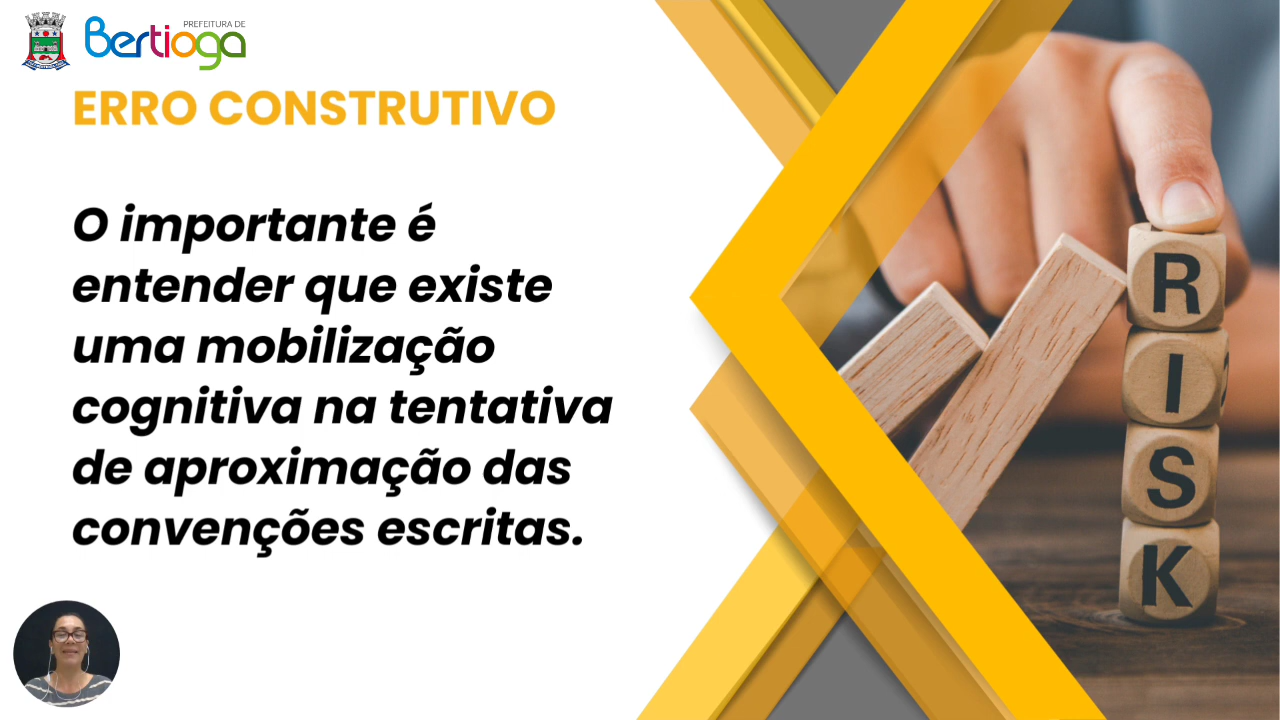 PREFEITURA DE
Bertioga
ERRO CONSTRUTIVO
O importante é
entender que existe
uma mobilização
cognitiva na tentativa
de aproximação das
convenções escritas.
R
I
S
K